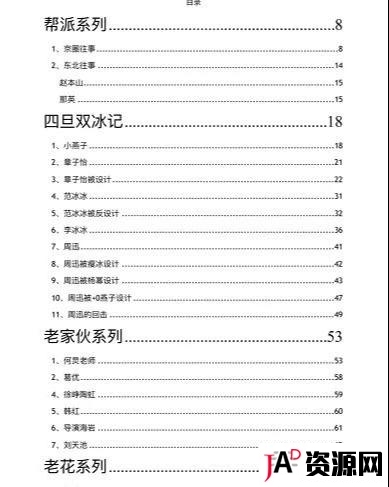 目录
帮派系列 8
1、京圈往事 8
2、东北往事 14
赵本山 15
那英 15
四旦双冰记 18
1、小燕子 18
2、章子怡 21
3、章子怡被设计 22
4、范冰冰 31
5、范冰冰被反设计 32
6、李冰冰 36
7、周迅 41
8、周迅被瘦冰设计 42
9、周迅被杨幂设计 43
10、周迅被+0燕子设计 47
11、周迅的回击 49
老家伙系列 53
1、何炅老师 53
2、葛优 58
4、徐峥陶虹 59
5、韩红 60
6、导演海岩 61
7、刘天池
老花系列
JAD资源网